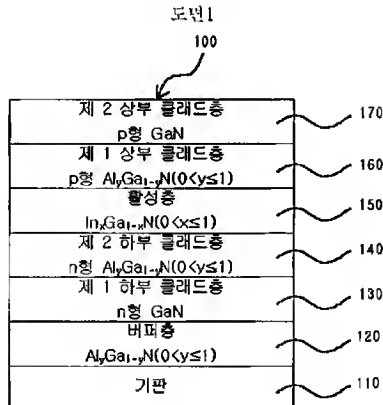 도면1
100
제 2 상부 클래드층
p형 GaN
170
제 1 상부 클래드층
p형 AlyGa1-yN(0<y≤1)
160
활성층
InxGa1-xN(0<x≤1)
150
제 2 하부 클래드층
n형 AlyGa1-yN(0<y≤1)
140
제 1 하부 클래드층
n형 GaN
130
버퍼층
AlyGa1-yN(0<y≤1)
120
기판
110